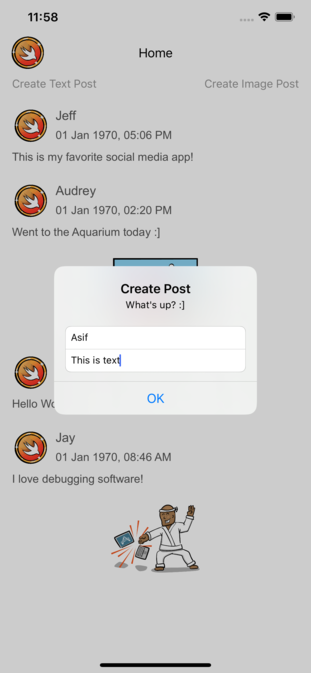 11:58
Home
Create Text Post
Create Image Post
Jeff
01 Jan 1970, 05:06 PM
This is my favorite social media app!
Audrey
01 Jan 1970, 02:20 PM
Went to the Aquarium today :]
Create Post
What's up? :]
Asif
This is text
OK
Hello
Jay
01 Jan 1970, 08:46 AM
I love debugging software!